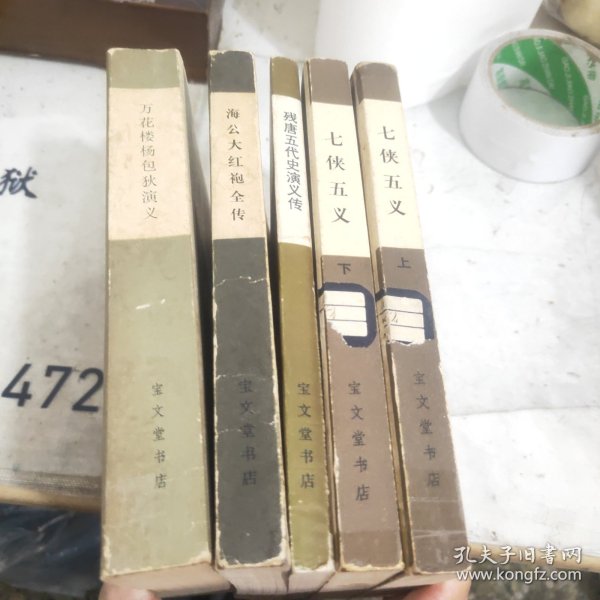 万花楼杨包狄演义
宝文堂书店
海公大红袍全传
宝文堂书店
残唐五代史演义传
宝文堂书店
七侠五义
下
宝文堂书店
七侠五义
上
宝文堂书店
狱
472
孔夫子旧书网
www.kongfz.com